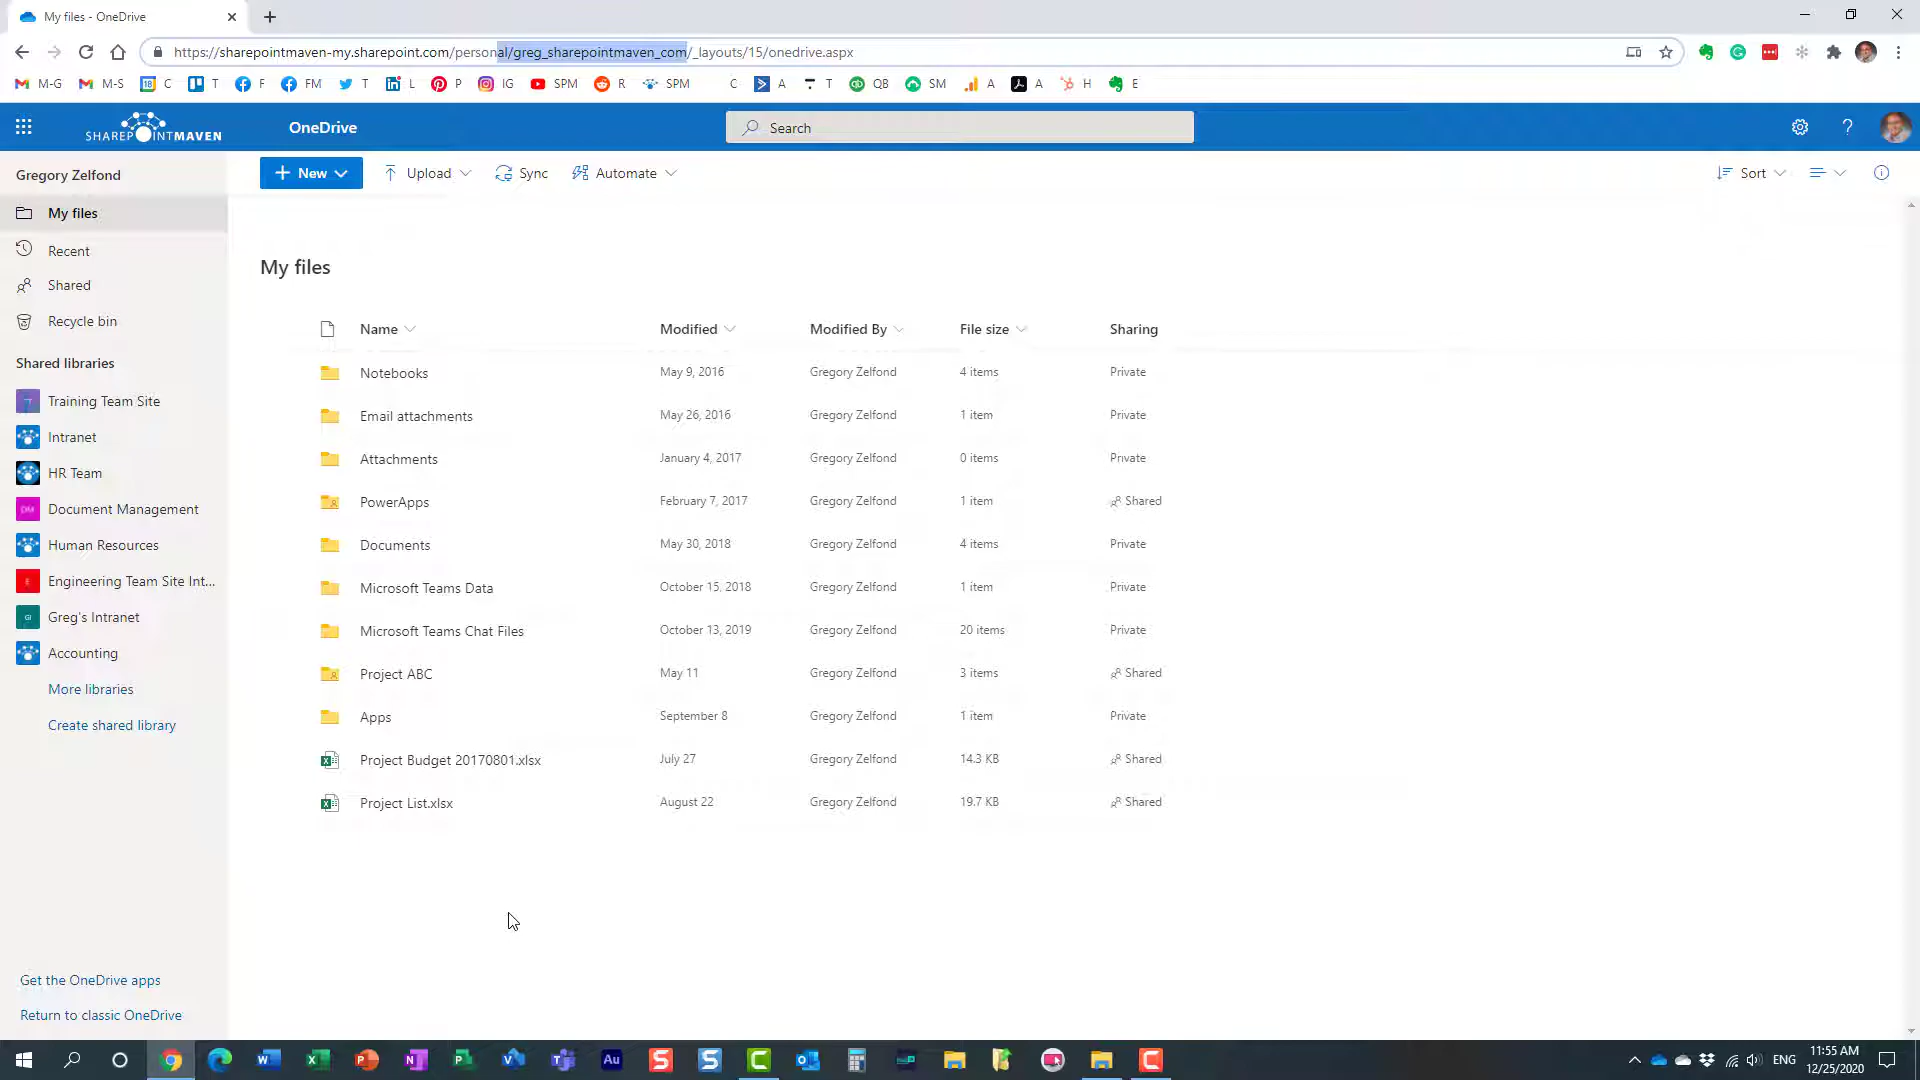 My files - OneDrive
https://sharepointmaven-my.sharepoint.com/personal/greg_sharepointmaven_com/_layouts/15/onedrive.aspx
M-G M-S 18 C T F FM T L P IG SPM R SPM C A T QB SM A A H E
SHAREPOINTMAVEN OneDrive Search ?
Gregory Zelfond
New Upload Sync Automate Sort
My files
Recent
Shared
Recycle bin
Shared libraries
Training Team Site
Intranet
HR Team
DM Document Management
Human Resources
E Engineering Team Site Int...
GI Greg's Intranet
Accounting
More libraries
Create shared library
Get the OneDrive apps
Return to classic OneDrive
My files
Name Modified Modified By File size Sharing
Notebooks May 9, 2016 Gregory Zelfond 4 items Private
Email attachments May 26, 2016 Gregory Zelfond 1 item Private
Attachments January 4, 2017 Gregory Zelfond 0 items Private
PowerApps February 7, 2017 Gregory Zelfond 1 item Shared
Documents May 30, 2018 Gregory Zelfond 4 items Private
Microsoft Teams Data October 15, 2018 Gregory Zelfond 1 item Private
Microsoft Teams Chat Files October 13, 2019 Gregory Zelfond 20 items Private
Project ABC May 11 Gregory Zelfond 3 items Shared
Apps September 8 Gregory Zelfond 1 item Private
Project Budget 20170801.xlsx July 27 Gregory Zelfond 14.3 KB Shared
Project List.xlsx August 22 Gregory Zelfond 19.7 KB Shared
Au ENG 11:55 AM
12/25/2020